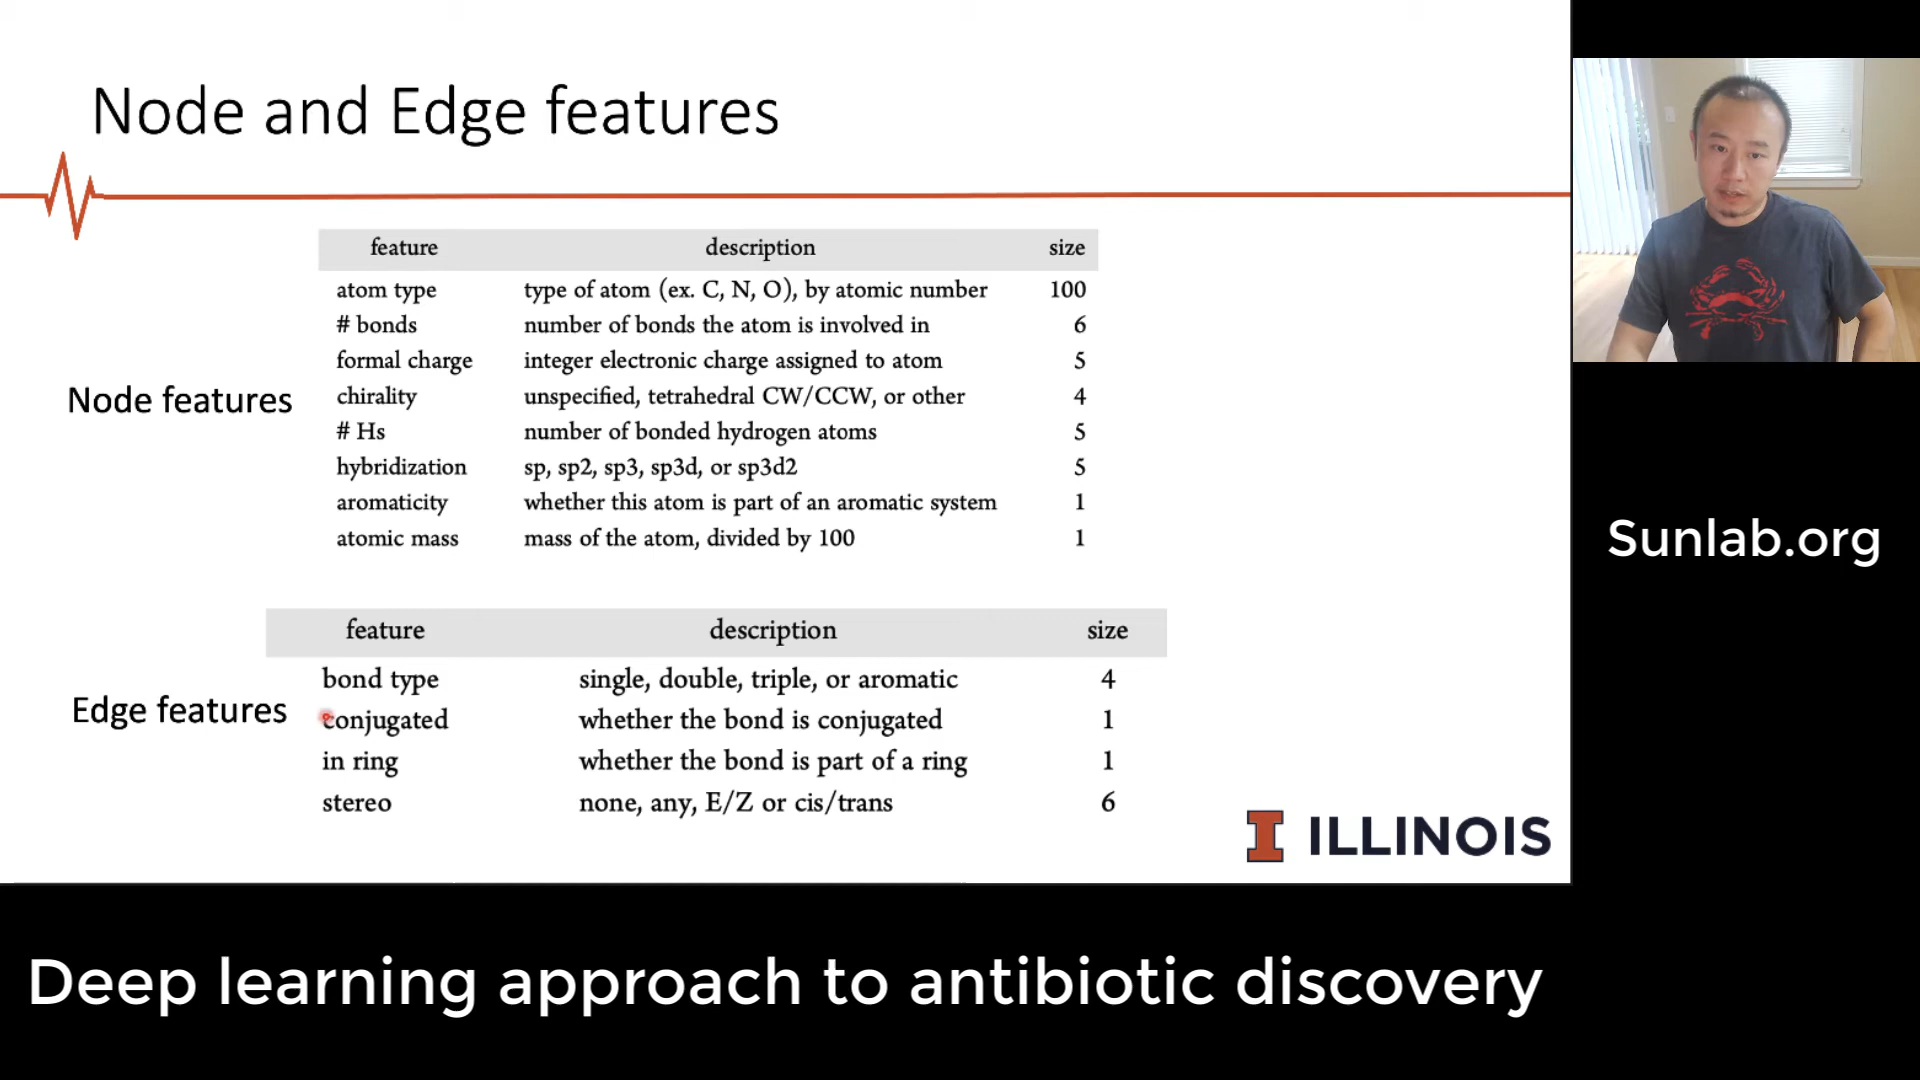 Node and Edge features
feature description size
atom type type of atom (ex. C, N, O), by atomic number 100
# bonds number of bonds the atom is involved in 6
formal charge integer electronic charge assigned to atom 5
Node features
chirality unspecified, tetrahedral CW/CCW, or other 4
# Hs number of bonded hydrogen atoms 5
hybridization sp, sp2, sp3, sp3d, or sp3d2 5
aromaticity whether this atom is part of an aromatic system 1
atomic mass mass of the atom, divided by 100 1
feature description size
bond type single, double, triple, or aromatic 4
Edge features
conjugated whether the bond is conjugated 1
in ring whether the bond is part of a ring 1
stereo none, any, E/Z or cis/trans 6
I ILLINOIS
Sunlab.org
Deep learning approach to antibiotic discovery